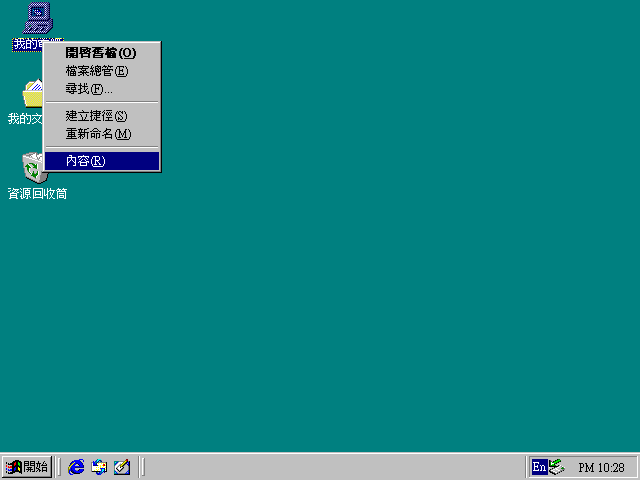 我的
開啓舊檔(O)
檔案總管(E)
尋找(F)...
建立捷徑(S)
重新命名(M)
內容(R)
我的文
資源回收筒
開始
En
PM 10:28